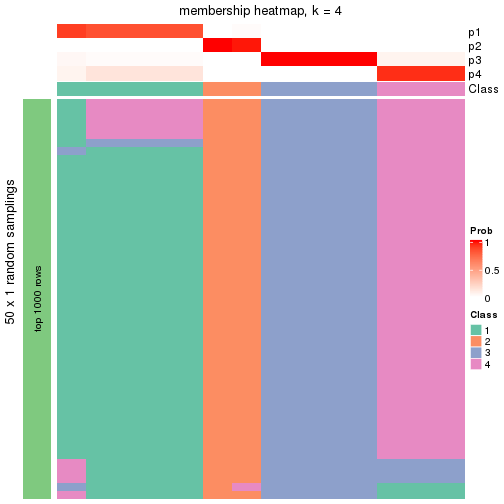 membership heatmap, k = 4
p1
p2
p3
p4
Class
50 x 1 random samplings
top 1000 rows
Prob
1
0.5
0
Class
1
2
3
4